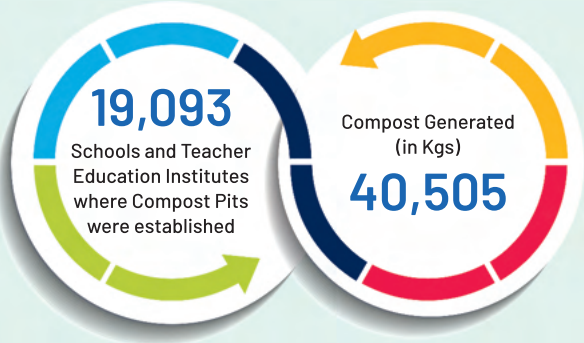 19,093
Schools and Teacher
Education Institutes
where Compost Pits
were established
Compost Generated
(in Kgs)
40,505